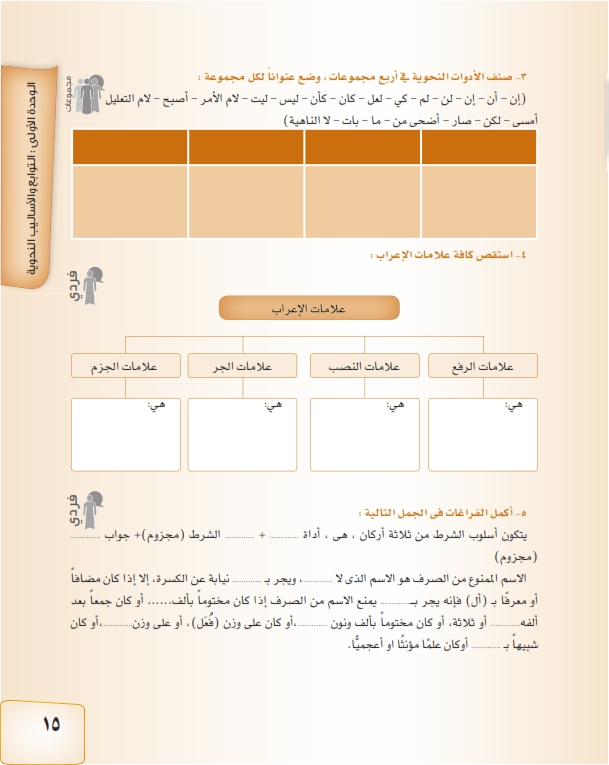 الوحدة الأولى : التوابع والأساليب النحوية
مجموعات
٣- صنف الأدوات النحوية في أربع مجموعات ، وضع عنواناً لكل مجموعة :
(إن - أن - إن - لن - لم - كي - لعل - كان - كأن - ليس - ليت - لام الأمر - أصبح - لام التعليل
أمسى - لكن - صار - أضحى من - ما - بات - لا الناهية)
٤- استقص كافة علامات الإعراب :
فردي
علامات الإعراب
علامات الرفع
علامات النصب
علامات الجر
علامات الجزم
هي:
هي:
هي:
هي:
فردي
٥- أكمل الفراغات فى الجمل التالية :
يتكون أسلوب الشرط من ثلاثة أركان ، هى ، أداة ............ + ............ الشرط (مجزوم)+ جواب ............
(مجزوم)
الاسم الممنوع من الصرف هو الاسم الذى لا ............، ويجر بـ ............ نيابة عن الكسرة، إلا إذا كان مضافاً
أو معرفًا بـ (أل) فإنه يجر بـ............ يمنع الاسم من الصرف إذا كان مختوماً بألف...... أو كان جمعاً بعد
ألفه............ أو ثلاثة، أو كان مختوماً بألف ونون ............،أو كان على وزن (فُعَل) ، أو على وزن............،أو كان
شبيهاً بـ ............ أوكان علمًا مؤنثًا او أعجميًّا.
١٥